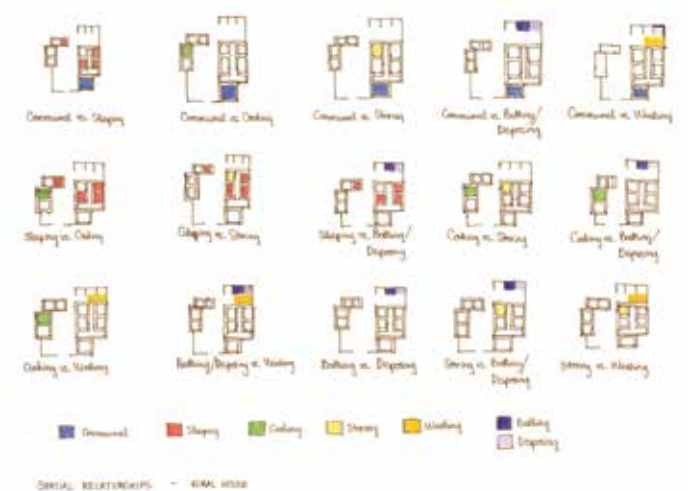 Communal vs. Sleeping
Communal vs. Cooking
Communal vs. Storing
Communal vs. Bathing/
Disposing
Communal vs. Washing
Sleeping vs. Cooking
Sleeping vs. Storing
Sleeping vs. Bathing/
Disposing
Cooking vs. Storing
Cooking vs. Bathing/
Disposing
Cooking vs. Washing
Bathing/Disposing vs. Washing
Bathing vs. Disposing
Storing vs. Bathing/
Disposing
Storing vs. Washing
Communal
Sleeping
Cooking
Storing
Washing
Bathing
Disposing
SPATIAL RELATIONSHIPS - RURAL HOUSE